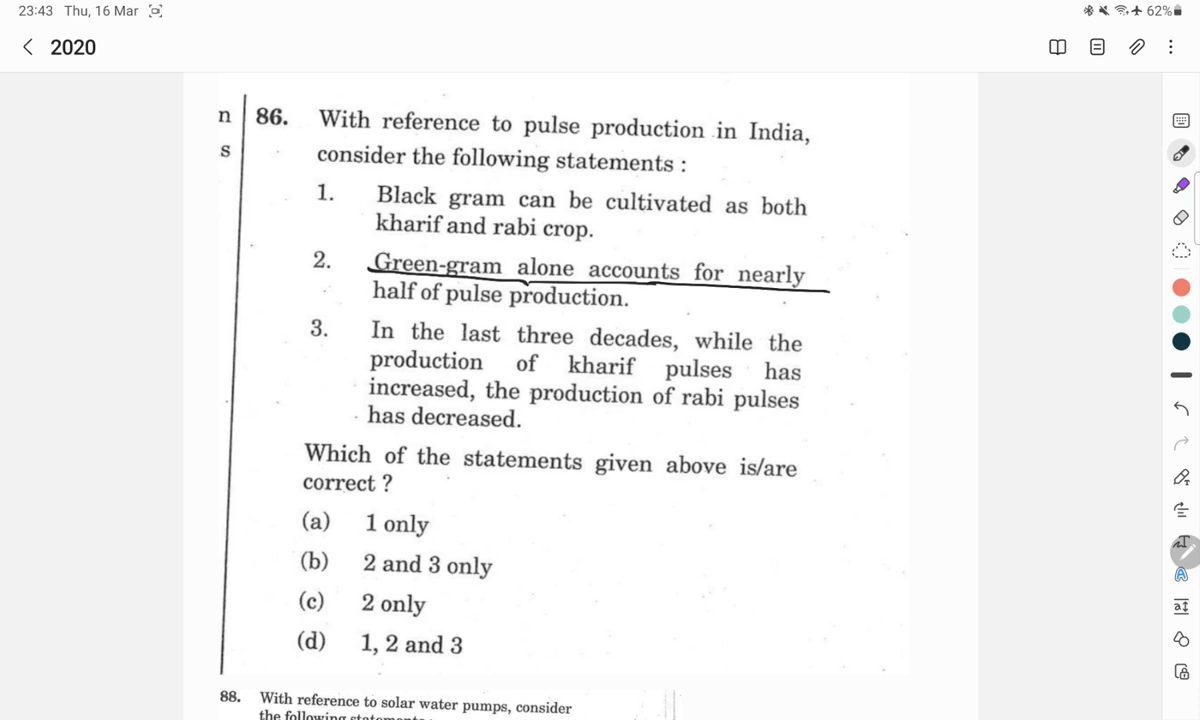 23:43 Thu, 16 Mar
62%
2020
n
s
86. With reference to pulse production in India,
consider the following statements :
1. Black gram can be cultivated as both
kharif and rabi crop.
2. Green-gram alone accounts for nearly
half of pulse production.
3. In the last three decades, while the
production of kharif pulses has
increased, the production of rabi pulses
has decreased.
Which of the statements given above is/are
correct ?
(a) 1 only
(b) 2 and 3 only
(c) 2 only
(d) 1, 2 and 3
88. With reference to solar water pumps, consider
the following statements